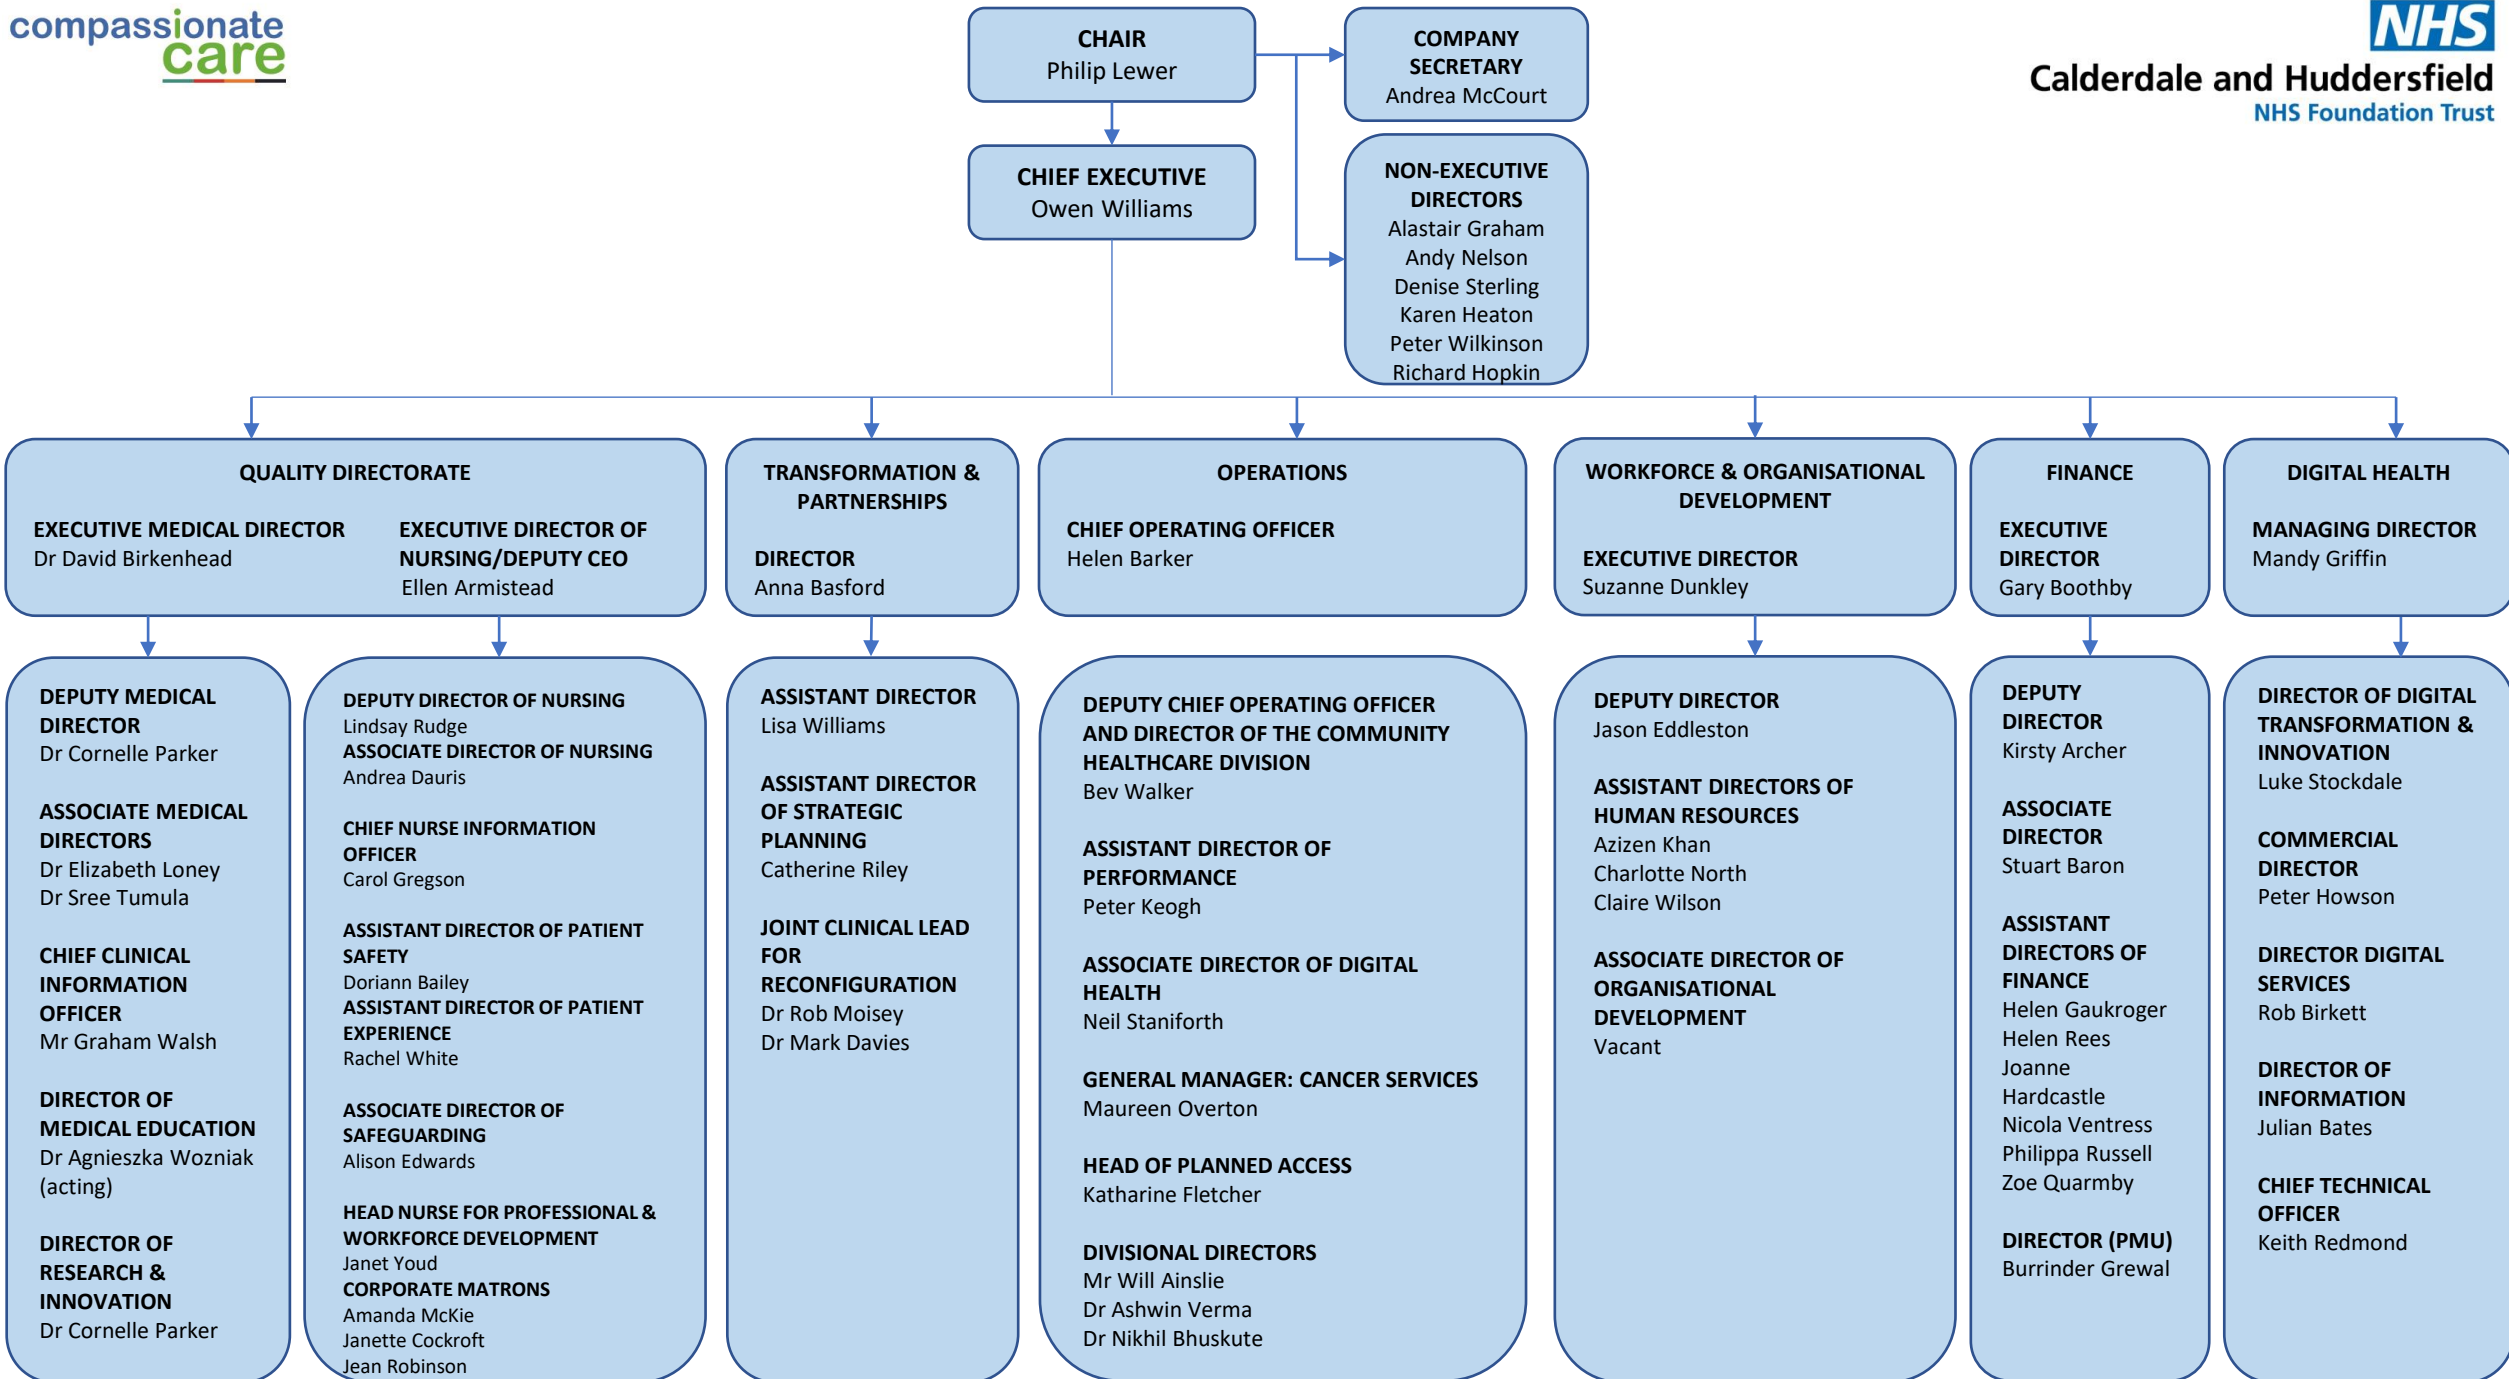 compassionate
care
NHS
Calderdale and Huddersfield
NHS Foundation Trust
CHAIR
Philip Lewer
COMPANY
SECRETARY
Andrea McCourt
CHIEF EXECUTIVE
Owen Williams
NON-EXECUTIVE
DIRECTORS
Alastair Graham
Andy Nelson
Denise Sterling
Karen Heaton
Peter Wilkinson
Richard Hopkin
QUALITY DIRECTORATE
EXECUTIVE MEDICAL DIRECTOR
Dr David Birkenhead
EXECUTIVE DIRECTOR OF
NURSING/DEPUTY CEO
Ellen Armistead
TRANSFORMATION &
PARTNERSHIPS
DIRECTOR
Anna Basford
OPERATIONS
CHIEF OPERATING OFFICER
Helen Barker
WORKFORCE & ORGANISATIONAL
DEVELOPMENT
EXECUTIVE DIRECTOR
Suzanne Dunkley
FINANCE
EXECUTIVE
DIRECTOR
Gary Boothby
DIGITAL HEALTH
MANAGING DIRECTOR
Mandy Griffin
DEPUTY MEDICAL
DIRECTOR
Dr Cornelle Parker
ASSOCIATE MEDICAL
DIRECTORS
Dr Elizabeth Loney
Dr Sree Tumula
CHIEF CLINICAL
INFORMATION
OFFICER
Mr Graham Walsh
DIRECTOR OF
MEDICAL EDUCATION
Dr Agnieszka Wozniak
(acting)
DIRECTOR OF
RESEARCH &
INNOVATION
Dr Cornelle Parker
DEPUTY DIRECTOR OF NURSING
Lindsay Rudge
ASSOCIATE DIRECTOR OF NURSING
Andrea Dauris
CHIEF NURSE INFORMATION
OFFICER
Carol Gregson
ASSISTANT DIRECTOR OF PATIENT
SAFETY
Doriann Bailey
ASSISTANT DIRECTOR OF PATIENT
EXPERIENCE
Rachel White
ASSOCIATE DIRECTOR OF
SAFEGUARDING
Alison Edwards
HEAD NURSE FOR PROFESSIONAL &
WORKFORCE DEVELOPMENT
Janet Youd
CORPORATE MATRONS
Amanda McKie
Janette Cockroft
Jean Robinson
ASSISTANT DIRECTOR
Lisa Williams
ASSISTANT DIRECTOR
OF STRATEGIC
PLANNING
Catherine Riley
JOINT CLINICAL LEAD
FOR
RECONFIGURATION
Dr Rob Moisey
Dr Mark Davies
DEPUTY CHIEF OPERATING OFFICER
AND DIRECTOR OF THE COMMUNITY
HEALTHCARE DIVISION
Bev Walker
ASSISTANT DIRECTOR OF
PERFORMANCE
Peter Keogh
ASSOCIATE DIRECTOR OF DIGITAL
HEALTH
Neil Staniforth
GENERAL MANAGER: CANCER SERVICES
Maureen Overton
HEAD OF PLANNED ACCESS
Katharine Fletcher
DIVISIONAL DIRECTORS
Mr Will Ainslie
Dr Ashwin Verma
Dr Nikhil Bhuskute
DEPUTY DIRECTOR
Jason Eddleston
ASSISTANT DIRECTORS OF
HUMAN RESOURCES
Azizen Khan
Charlotte North
Claire Wilson
ASSOCIATE DIRECTOR OF
ORGANISATIONAL
DEVELOPMENT
Vacant
DEPUTY
DIRECTOR
Kirsty Archer
ASSOCIATE
DIRECTOR
Stuart Baron
ASSISTANT
DIRECTORS OF
FINANCE
Helen Gaukroger
Helen Rees
Joanne
Hardcastle
Nicola Ventress
Philippa Russell
Zoe Quarmby
DIRECTOR (PMU)
Burrinder Grewal
DIRECTOR OF DIGITAL
TRANSFORMATION &
INNOVATION
Luke Stockdale
COMMERCIAL
DIRECTOR
Peter Howson
DIRECTOR DIGITAL
SERVICES
Rob Birkett
DIRECTOR OF
INFORMATION
Julian Bates
CHIEF TECHNICAL
OFFICER
Keith Redmond